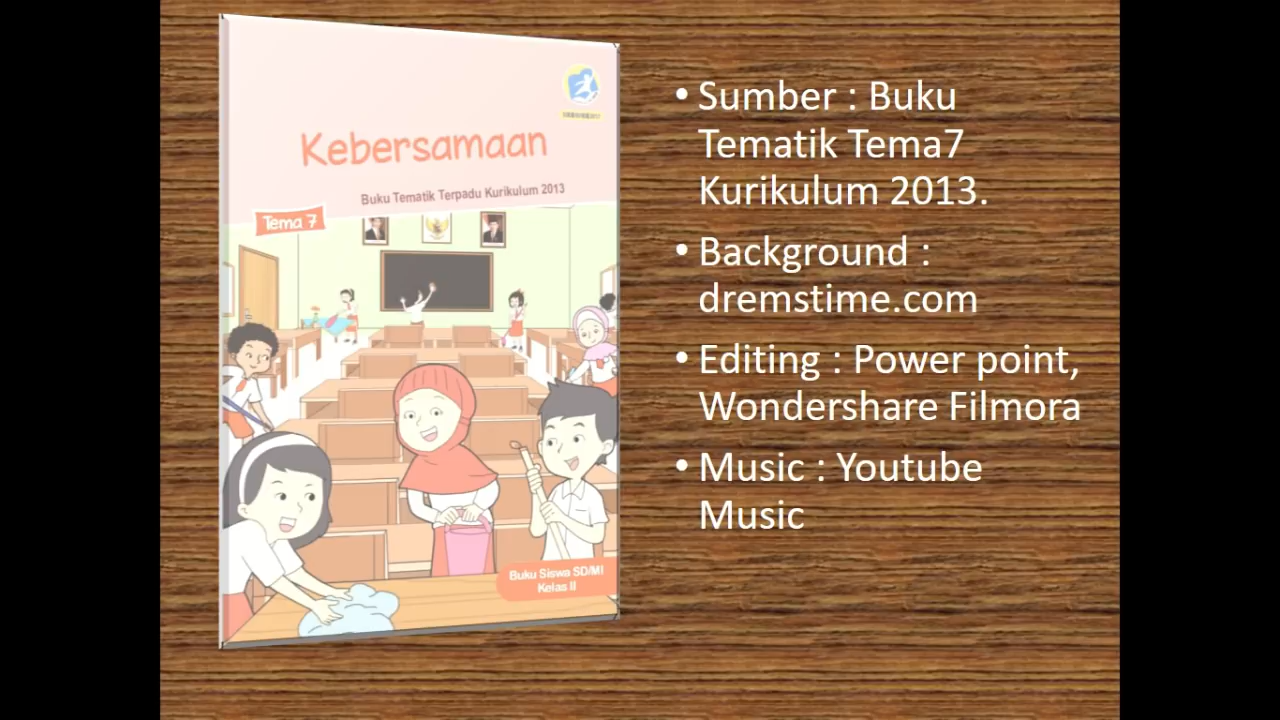 Kebersamaan
Buku Tematik Terpadu Kurikulum 2013
Tema 7
Buku Siswa SD/MI
Kelas II
• Sumber : Buku
Tematik Tema7
Kurikulum 2013.
• Background :
dremstime.com
• Editing : Power point,
Wondershare Filmora
• Music : Youtube
Music